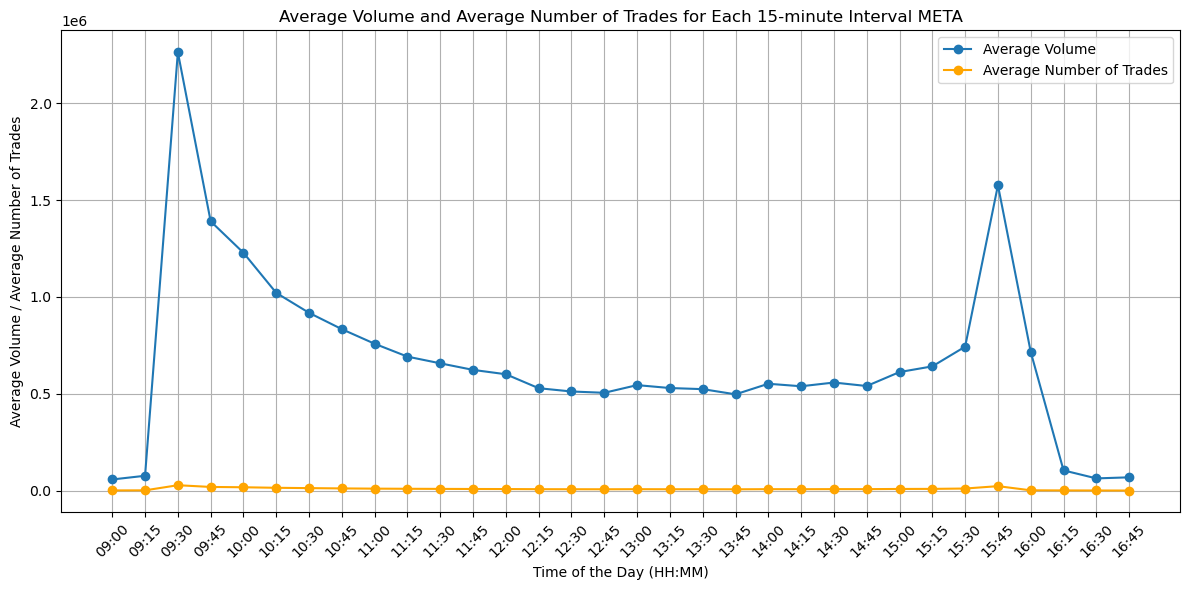 Average Volume and Average Number of Trades for Each 15-minute Interval META
1e6
Average Volume
Average Number of Trades
2.0
1.5
1.0
0.5
0.0
Average Volume / Average Number of Trades
09:00 09:15 09:30 09:45 10:00 10:15 10:30 10:45 11:00 11:15 11:30 11:45 12:00 12:15 12:30 12:45 13:00 13:15 13:30 13:45 14:00 14:15 14:30 14:45 15:00 15:15 15:30 15:45 16:00 16:15 16:30 16:45
Time of the Day (HH:MM)